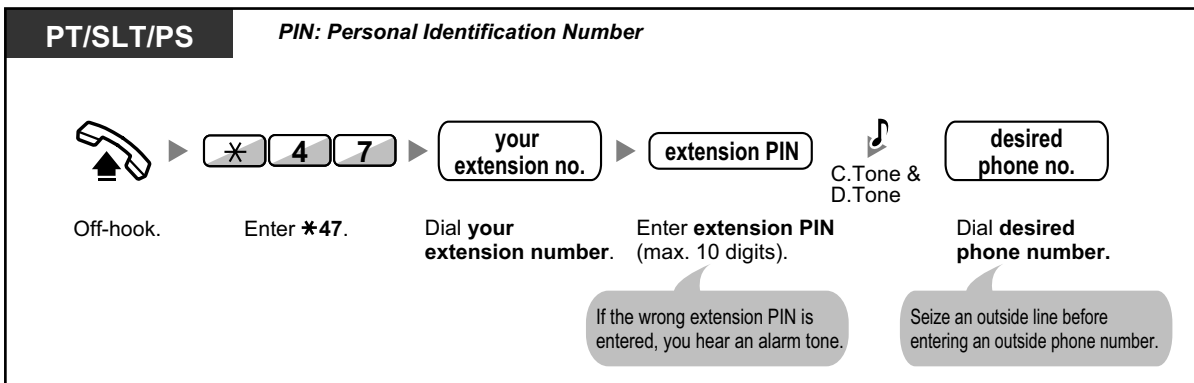 PT/SLT/PS
PIN: Personal Identification Number
* 4 7
your
extension no.
extension PIN
C.Tone &
D.Tone
desired
phone no.
Off-hook.
Enter *47.
Dial your
extension number.
Enter extension PIN
(max. 10 digits).
Dial desired
phone number.
If the wrong extension PIN is
entered, you hear an alarm tone.
Seize an outside line before
entering an outside phone number.